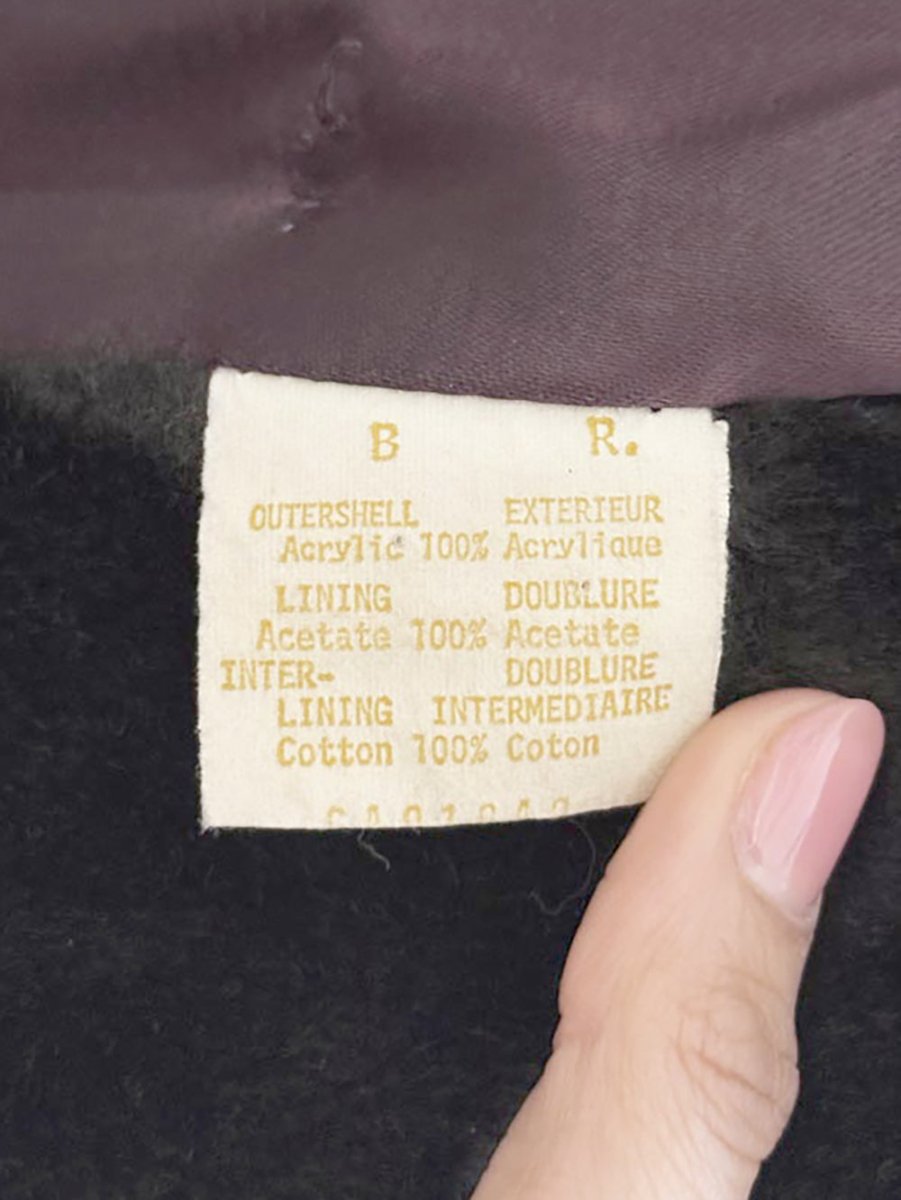 B R.
OUTERSHELL EXTERIEUR
Acrylic 100% Acrylique
LINING DOUBLURE
Acetate 100% Acetate
INTER- DOUBLURE
LINING INTERMEDIAIRE
Cotton 100% Coton